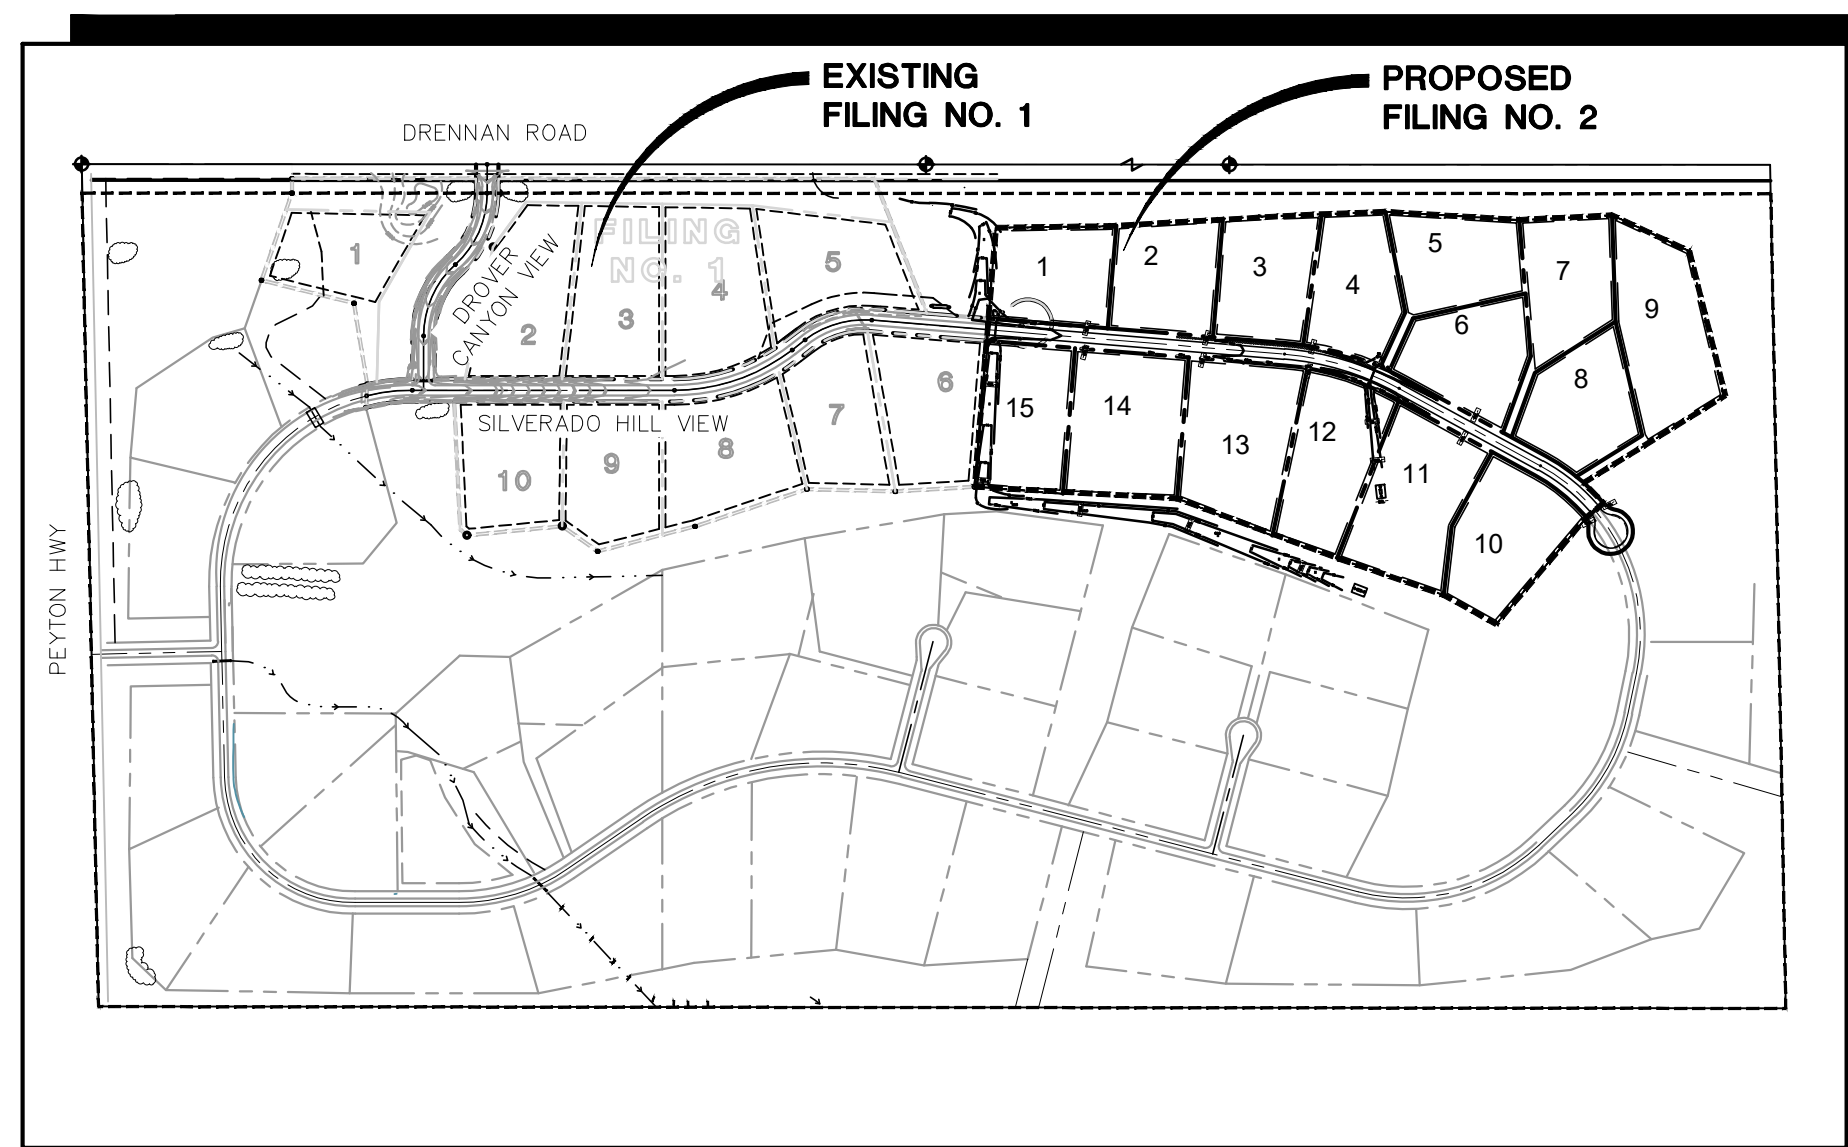 EXISTING
FILING NO. 1
PROPOSED
FILING NO. 2
DRENNAN ROAD
FILING
NO. 1
1
2
3
4
5
6
7
8
9
10
DROVER
CANYON VIEW
SILVERADO HILL VIEW
PEYTON HWY
1
2
3
4
5
6
7
8
9
10
11
12
13
14
15
Z